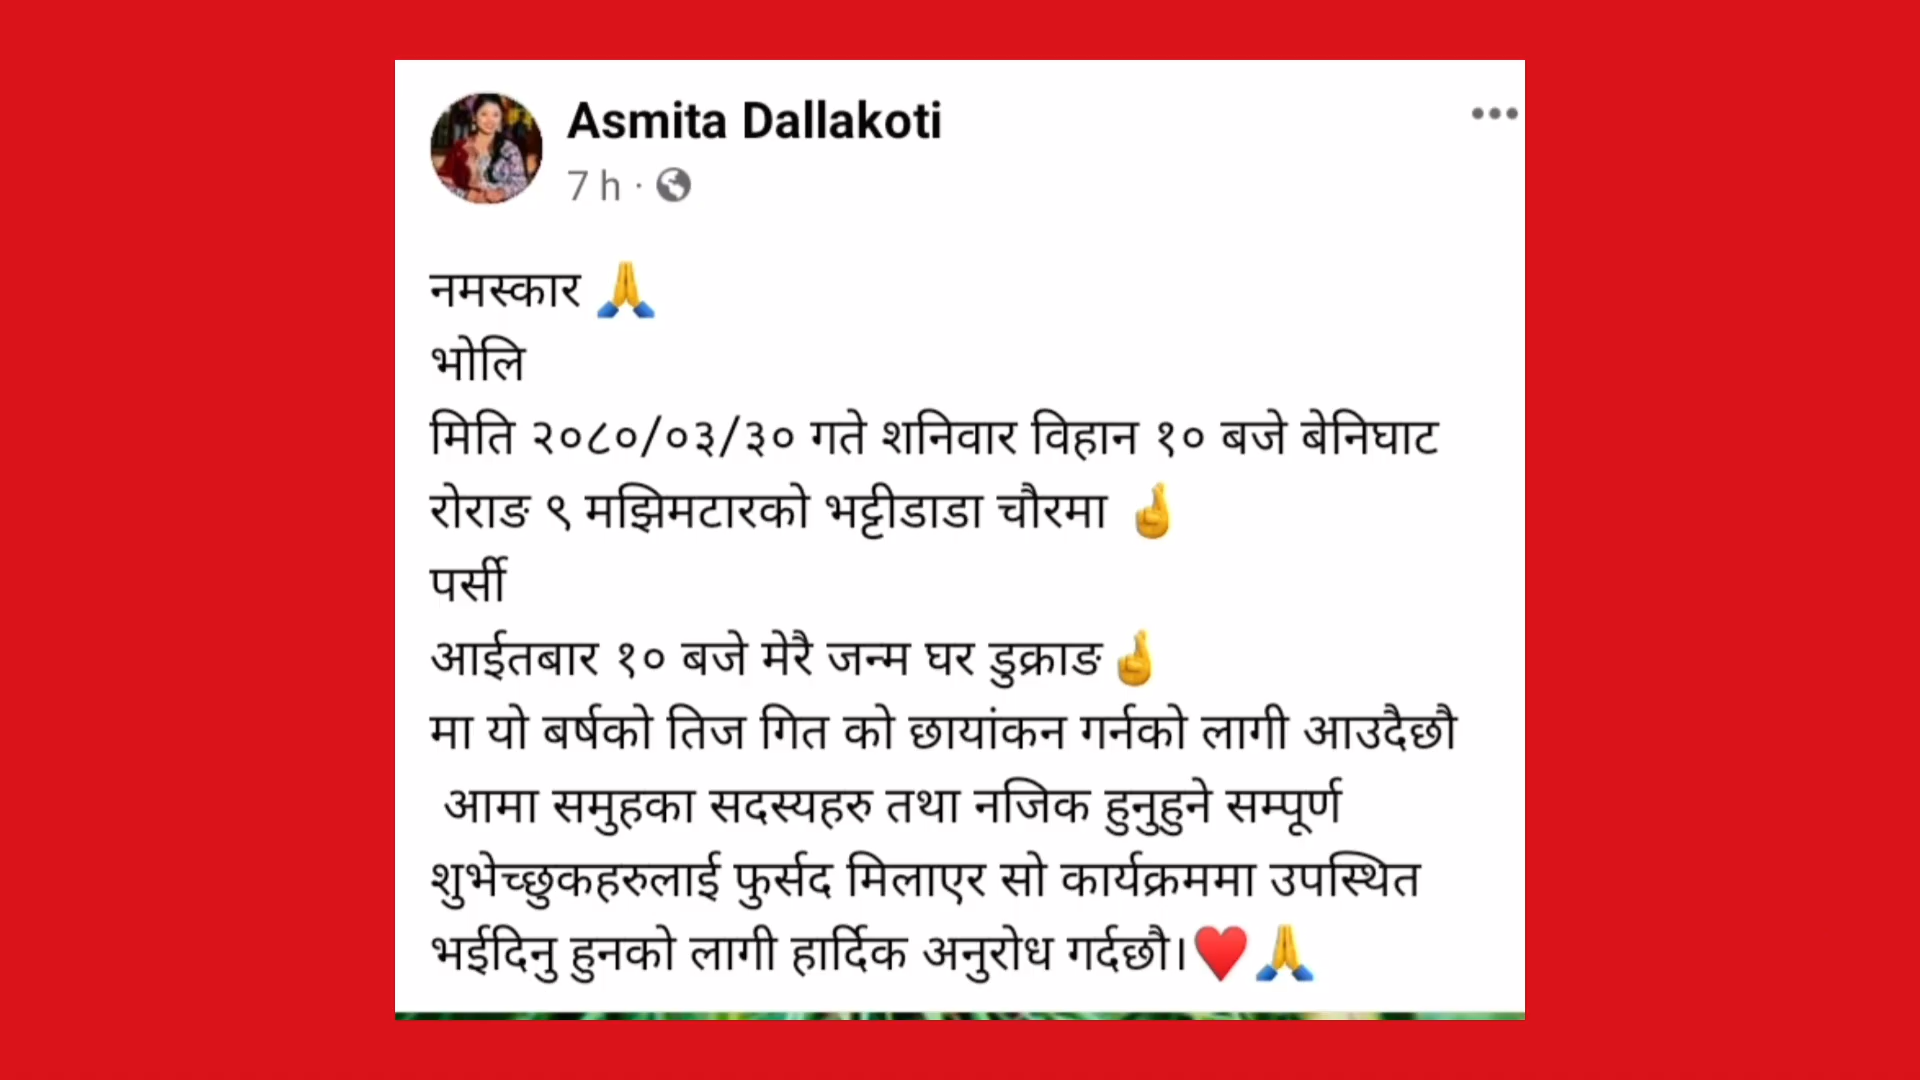 Asmita Dallakoti
7 h ·
नमस्कार 🙏
भोलि
मिति २०८०/०३/३० गते शनिवार विहान १० बजे बेनिघाट
रोराङ ९ मझिमटारको भट्टीडाडा चौरमा 🤞
पर्सी
आईतबार १० बजे मेरै जन्म घर डुक्राङ🤞
मा यो बर्षको तिज गित को छायांकन गर्नको लागी आउदैछौ
आमा समुहका सदस्यहरु तथा नजिक हुनुहुने सम्पूर्ण
शुभेच्छुकहरुलाई फुर्सद मिलाएर सो कार्यक्रममा उपस्थित
भईदिनु हुनको लागी हार्दिक अनुरोध गर्दछौ।❤️🙏